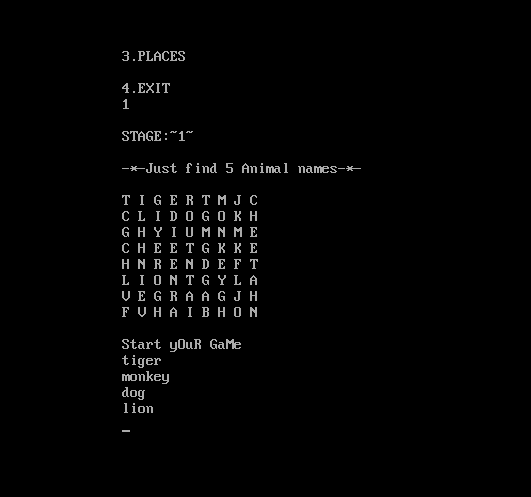 3.PLACES
4.EXIT
1
STAGE:~1~
-*-Just find 5 Animal names-*-
T I G E R T M J C
C L I D O G O K H
G H Y I U M N M E
C H E E T G K K E
H N R E N D E F T
L I O N T G Y L A
V E G R A A G J H
F V H A I B H O N
Start yOuR GaMe
tiger
monkey
dog
lion
_